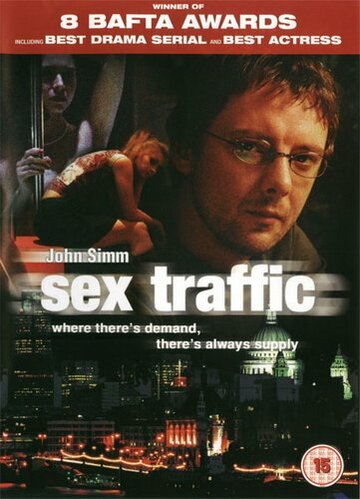 WINNER OF
8 BAFTA AWARDS
INCLUDING BEST DRAMA SERIAL AND BEST ACTRESS
John Simm
sex traffic
where there's demand,
there's always supply
15